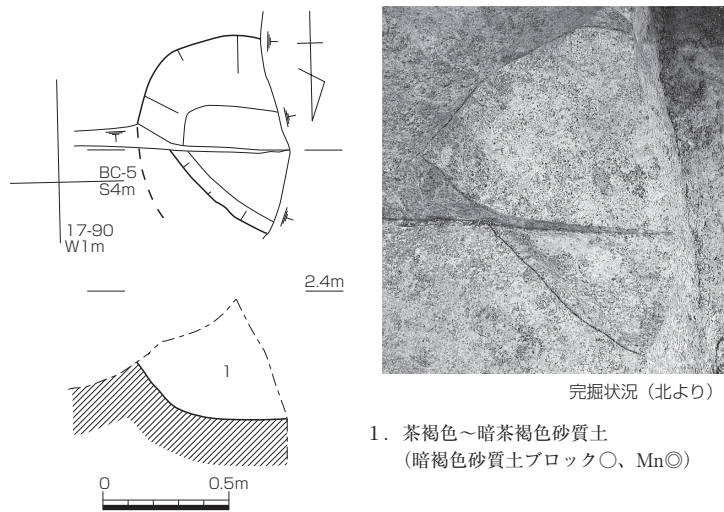 BC-5
S4m
17-90
W1m
2.4m
1
0 0.5m
完掘状況（北より）
1．茶褐色～暗茶褐色砂質土
（暗褐色砂質土ブロック○、Mn◎）